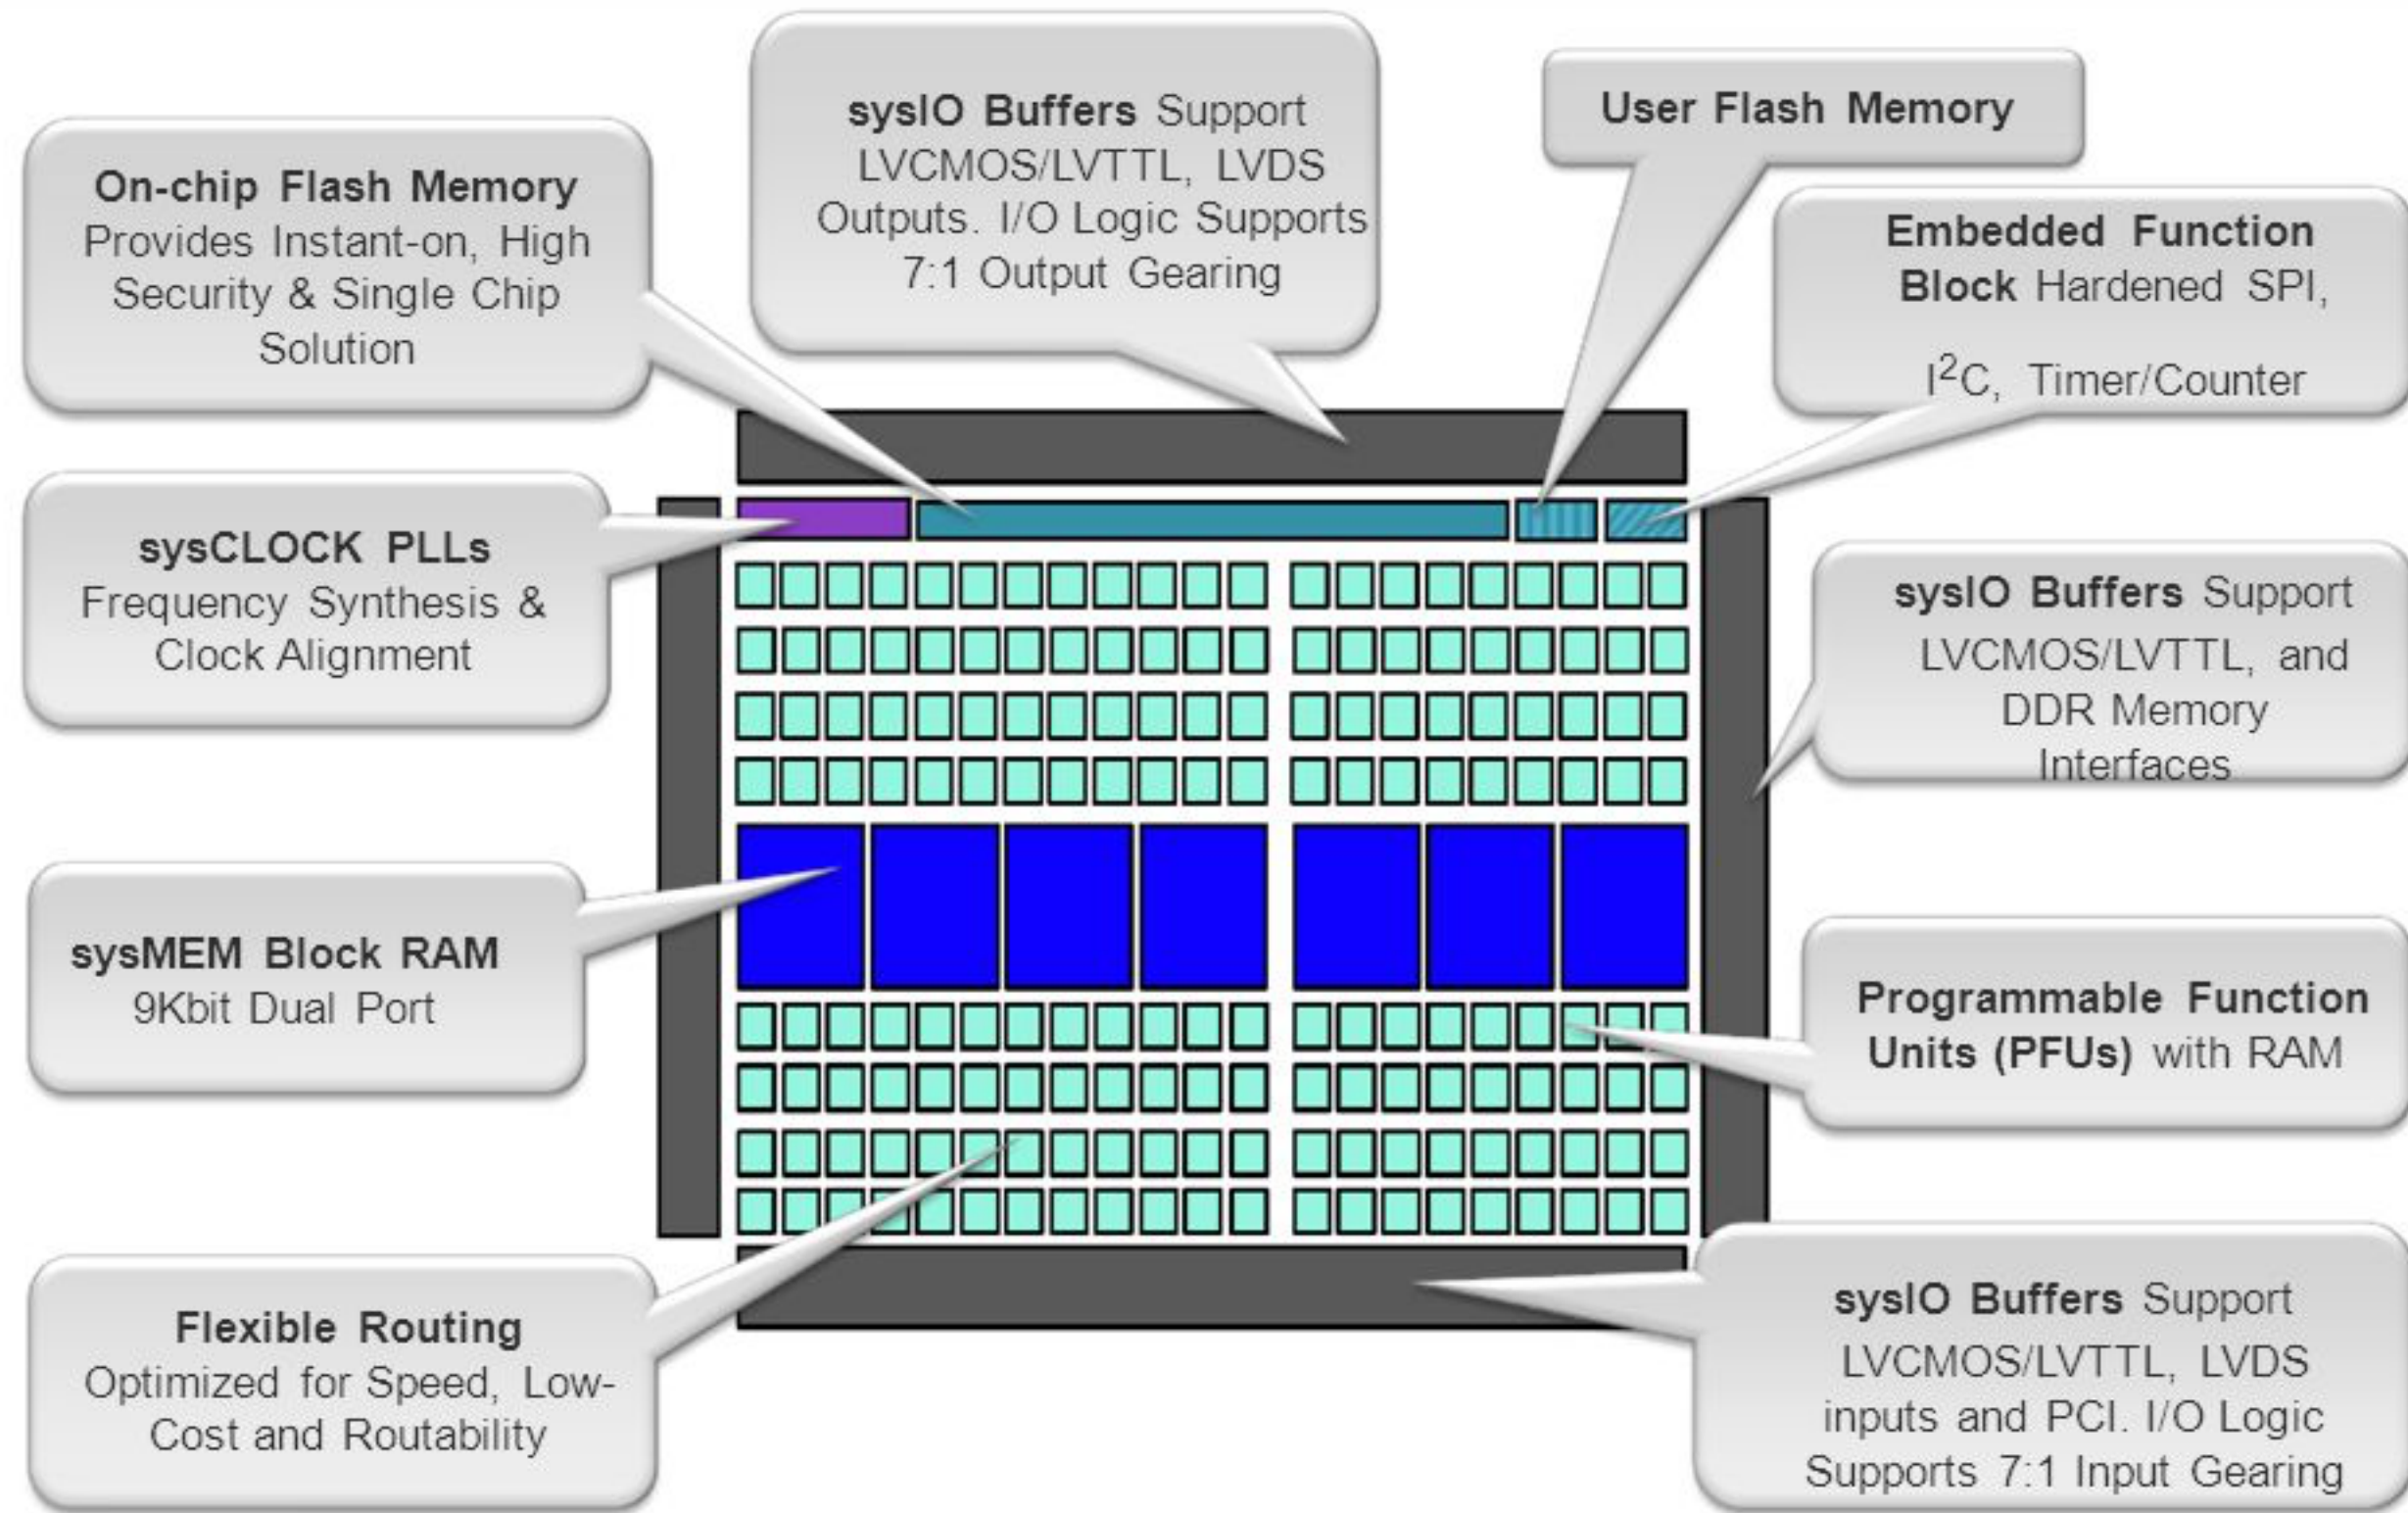 sysIO Buffers Support
LVCMOS/LVTTL, LVDS
Outputs. I/O Logic Supports
7:1 Output Gearing
User Flash Memory
On-chip Flash Memory
Provides Instant-on, High
Security & Single Chip
Solution
Embedded Function
Block Hardened SPI,
I²C, Timer/Counter
sysCLOCK PLLs
Frequency Synthesis &
Clock Alignment
sysIO Buffers Support
LVCMOS/LVTTL, and
DDR Memory
Interfaces
sysMEM Block RAM
9Kbit Dual Port
Programmable Function
Units (PFUs) with RAM
Flexible Routing
Optimized for Speed, Low-
Cost and Routability
sysIO Buffers Support
LVCMOS/LVTTL, LVDS
inputs and PCI. I/O Logic
Supports 7:1 Input Gearing